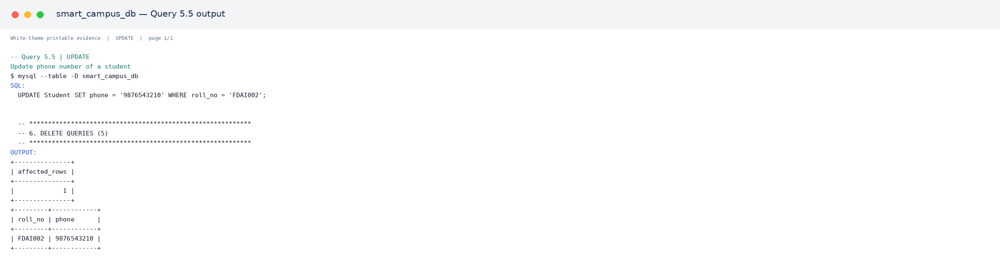 smart_campus_db — Query 5.5 output
White-theme printable evidence  |  UPDATE  |  page 1/1
-- Query 5.5 | UPDATE
Update phone number of a student
$ mysql --table -D smart_campus_db
SQL:
  UPDATE Student SET phone = '9876543210' WHERE roll_no = 'FDAI002';
  -- ***********************************************************
  -- 6. DELETE QUERIES (5)
  -- ***********************************************************
OUTPUT:
+---------------+
| affected_rows |
+---------------+
|             1 |
+---------------+
+---------+------------+
| roll_no | phone      |
+---------+------------+
| FDAI002 | 9876543210 |
+---------+------------+